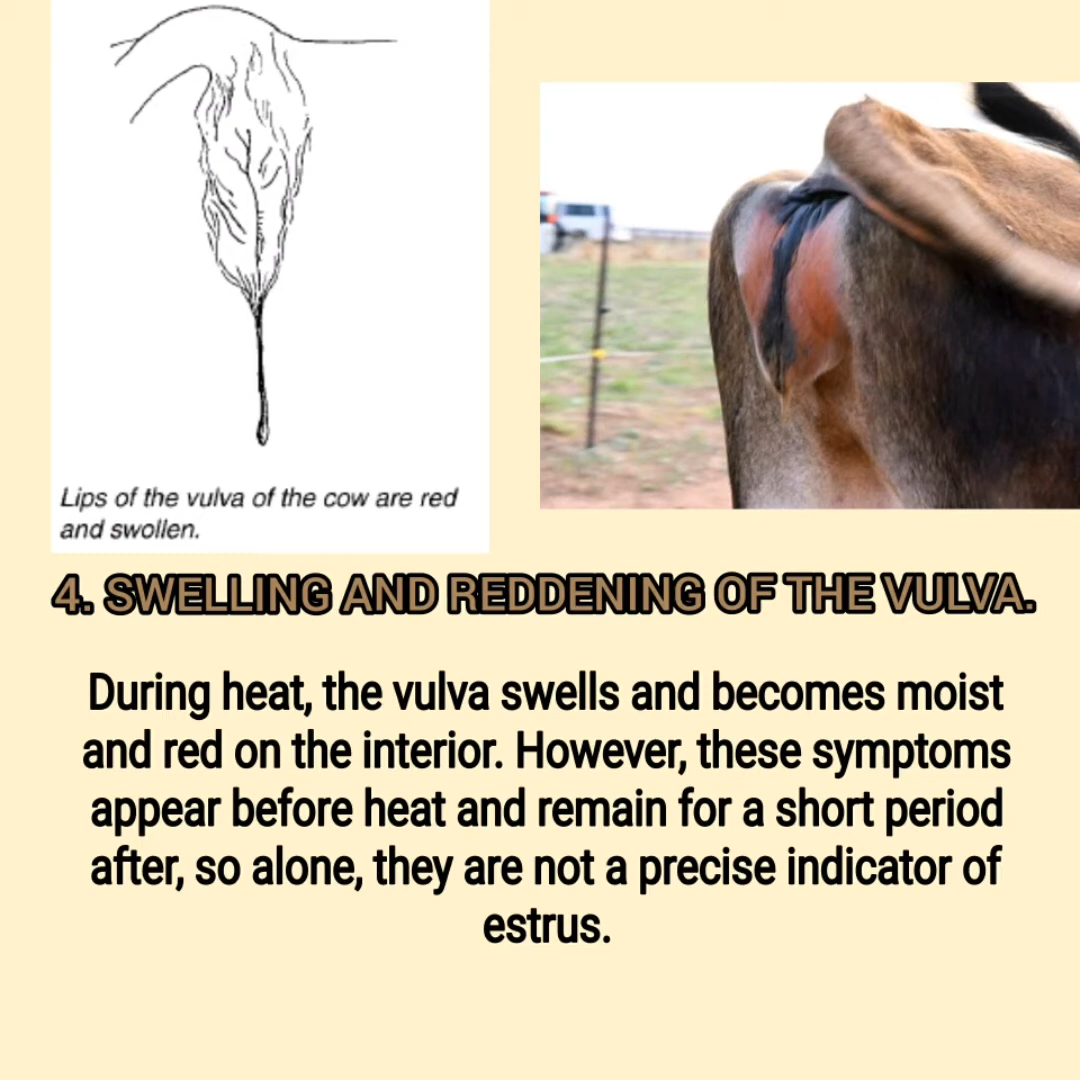 Lips of the vulva of the cow are red
and swollen.
4. SWELLING AND REDDENING OF THE VULVA.
During heat, the vulva swells and becomes moist
and red on the interior. However, these symptoms
appear before heat and remain for a short period
after, so alone, they are not a precise indicator of
estrus.